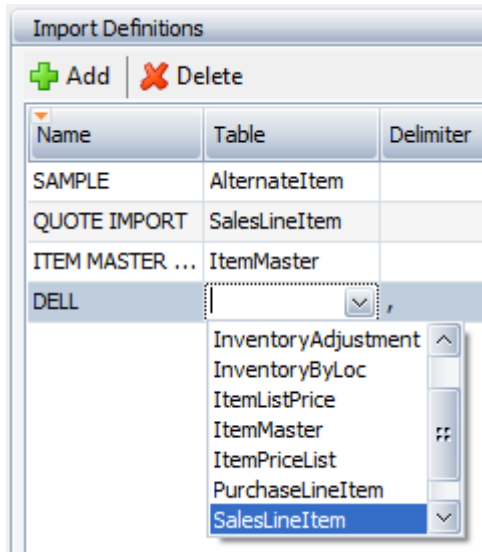 Import Definitions
Add Delete
Name Table Delimiter
SAMPLE AlternateItem
QUOTE IMPORT SalesLineItem
ITEM MASTER ... ItemMaster
DELL ,
InventoryAdjustment
InventoryByLoc
ItemListPrice
ItemMaster
ItemPriceList
PurchaseLineItem
SalesLineItem